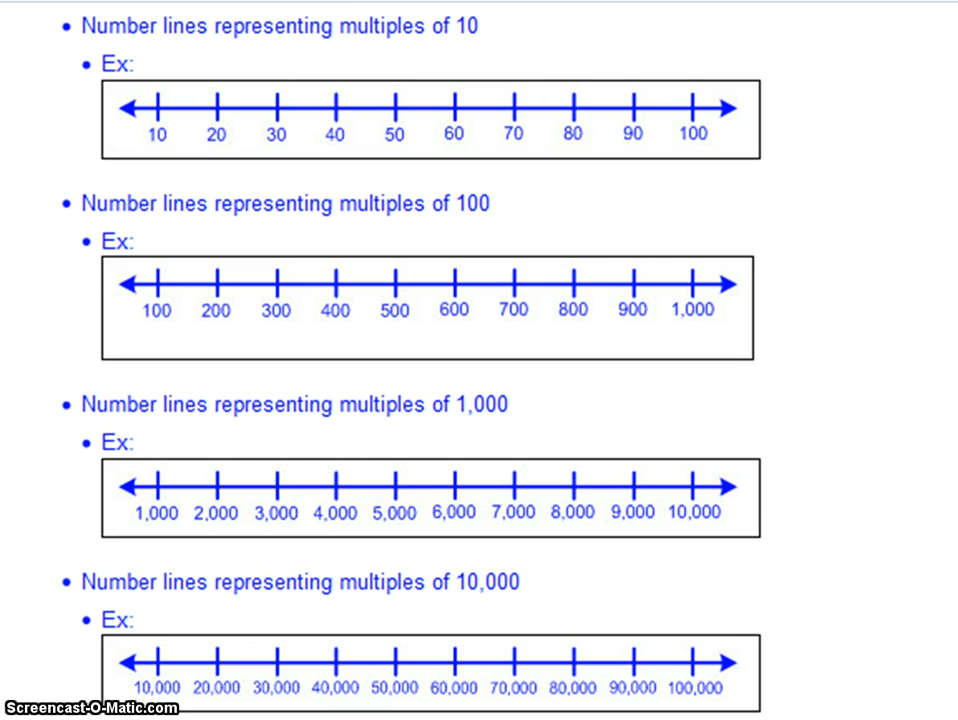 • Number lines representing multiples of 10
• Ex:
10 20 30 40 50 60 70 80 90 100
• Number lines representing multiples of 100
• Ex:
100 200 300 400 500 600 700 800 900 1,000
• Number lines representing multiples of 1,000
• Ex:
1,000 2,000 3,000 4,000 5,000 6,000 7,000 8,000 9,000 10,000
• Number lines representing multiples of 10,000
• Ex:
10,000 20,000 30,000 40,000 50,000 60,000 70,000 80,000 90,000 100,000
Screencast-O-Matic.com